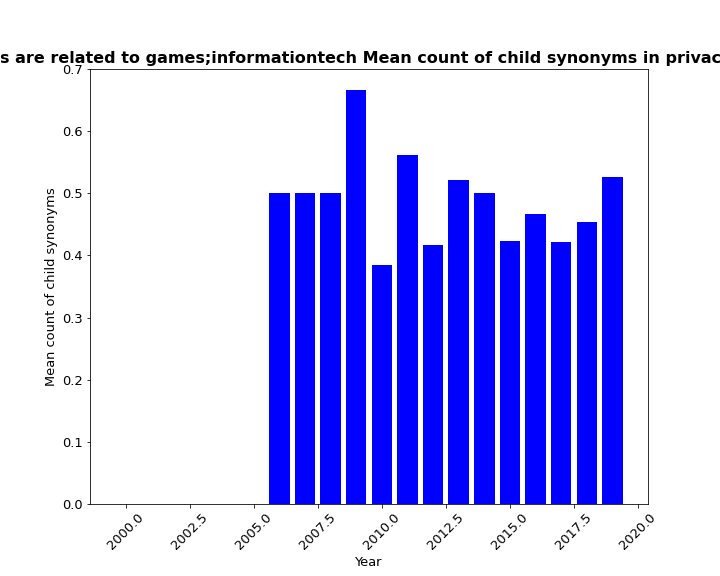 s are related to games;informationtech Mean count of child synonyms in privac
0.7
0.6
0.5
0.4
0.3
0.2
0.1
0.0
Mean count of child synonyms
2000.0 2002.5 2005.0 2007.5 2010.0 2012.5 2015.0 2017.5 2020.0
Year